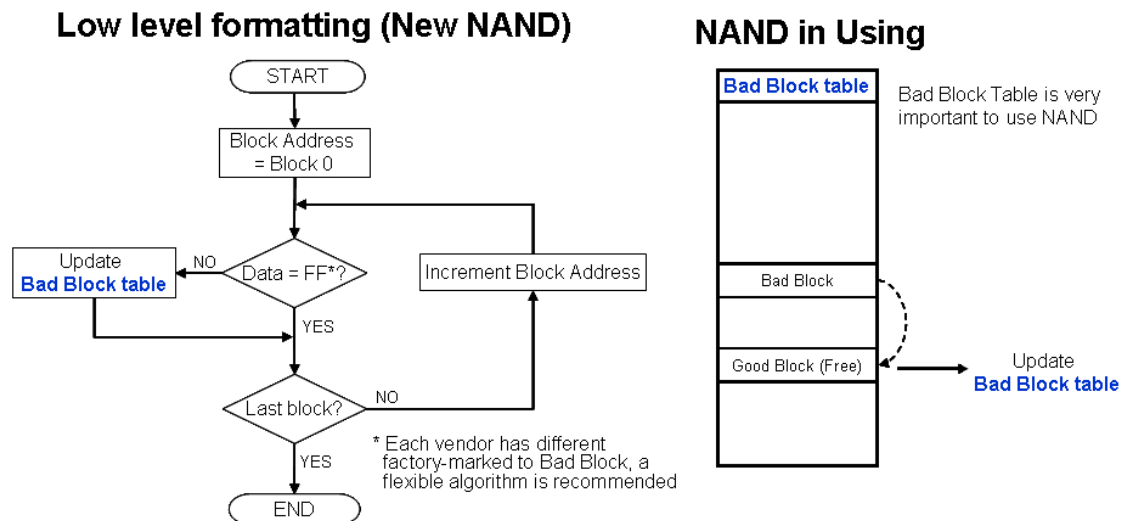 Low level formatting (New NAND)
START
Block Address
= Block 0
Data = FF*?
NO
Update
Bad Block table
YES
Increment Block Address
Last block?
NO
YES
END
* Each vendor has different
factory-marked to Bad Block, a
flexible algorithm is recommended
NAND in Using
Bad Block table
Bad Block Table is very
important to use NAND
Bad Block
Good Block (Free)
Update
Bad Block table